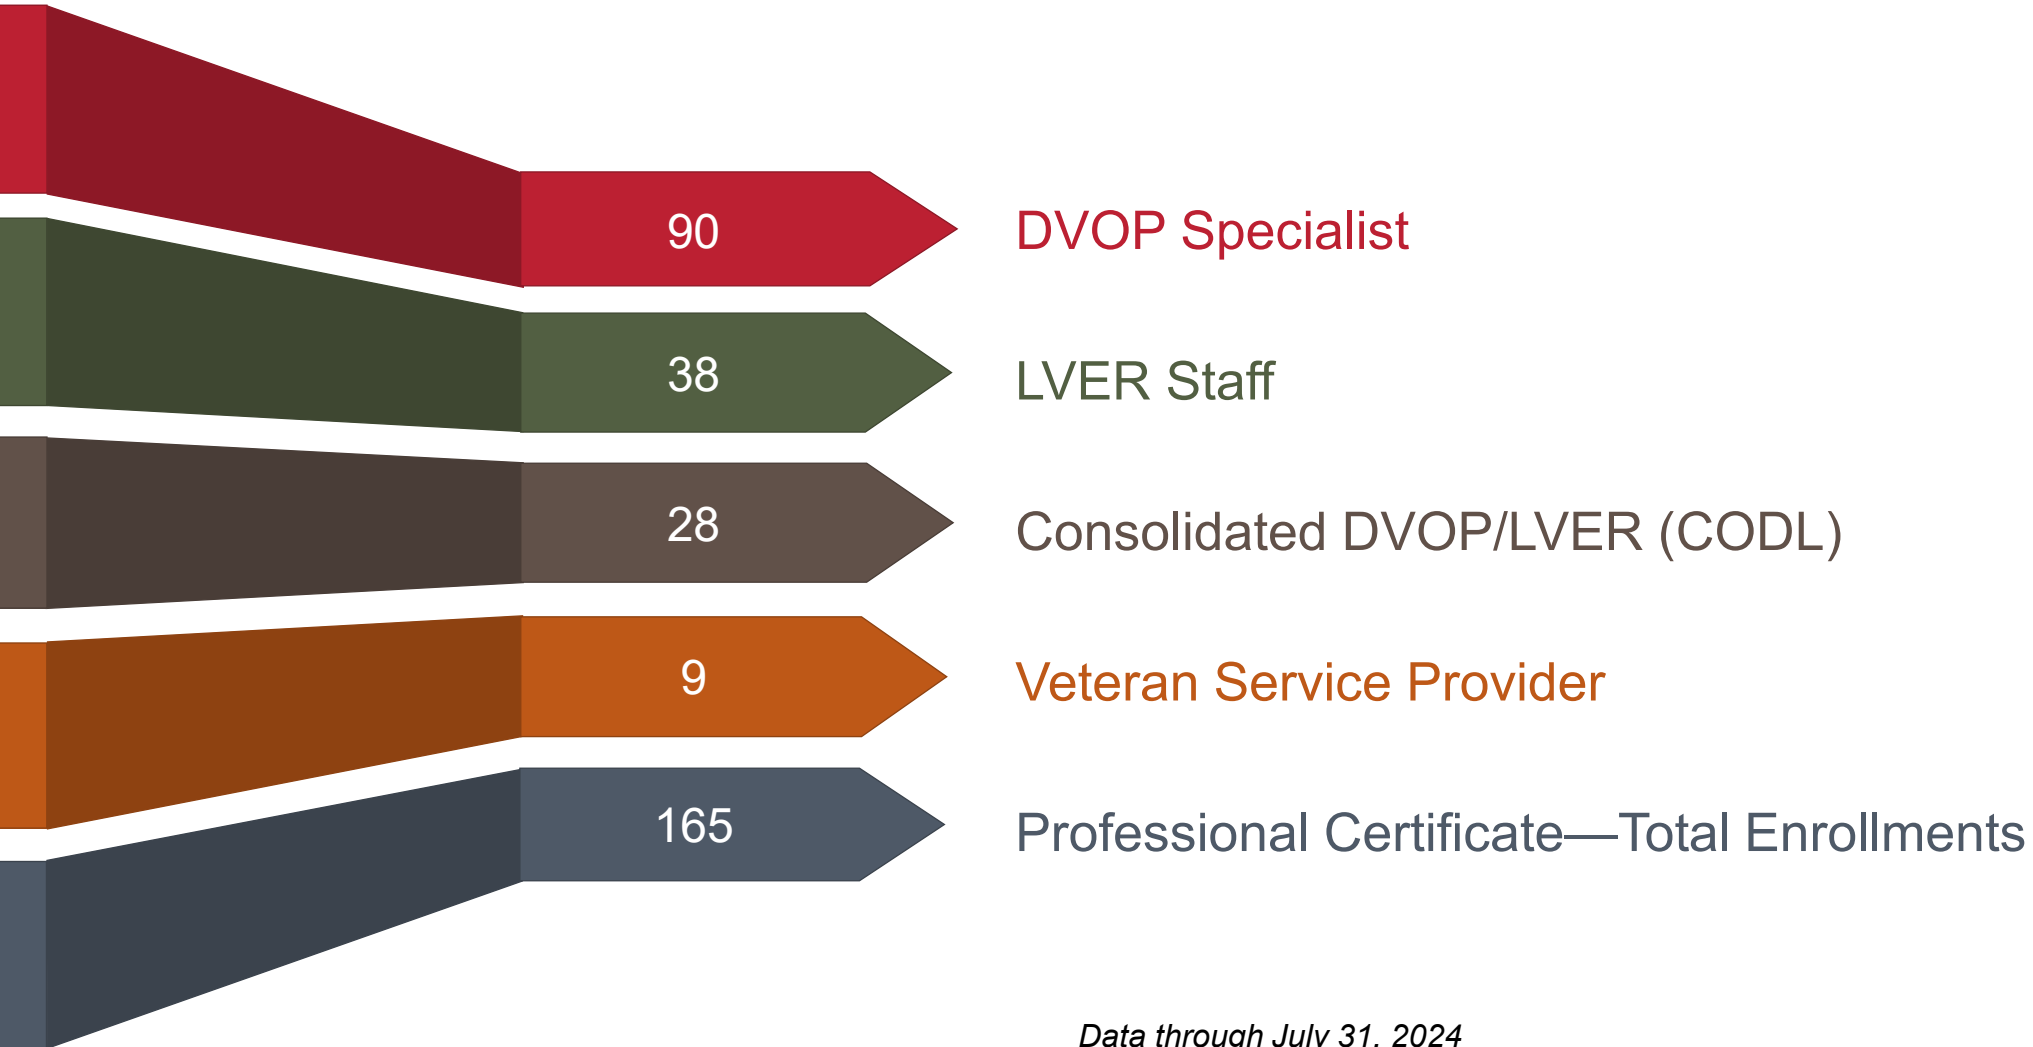 90 DVOP Specialist
38 LVER Staff
28 Consolidated DVOP/LVER (CODL)
9 Veteran Service Provider
165 Professional Certificate—Total Enrollments
Data through July 31, 2024